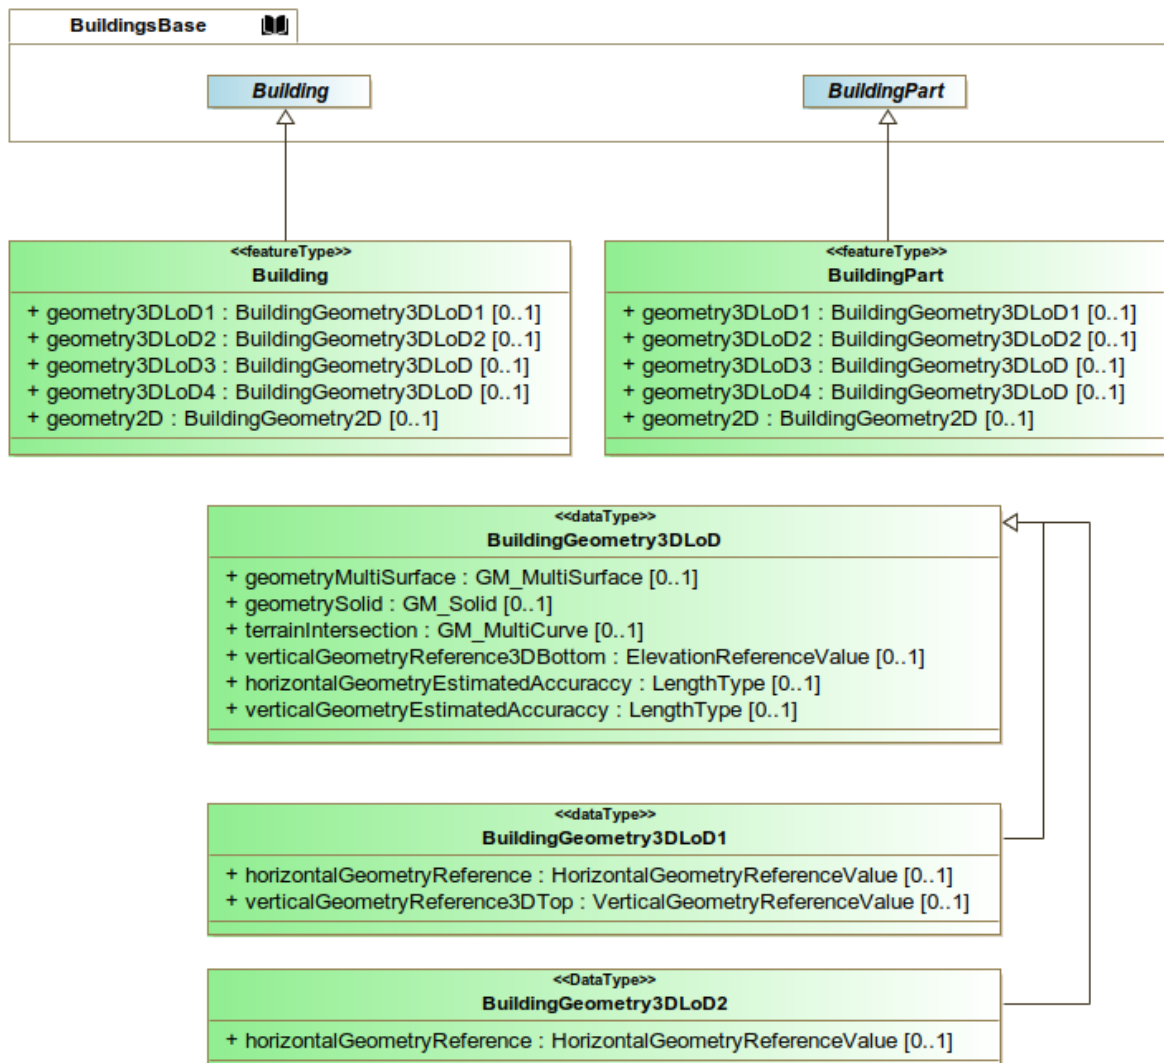 BuildingsBase
Building
BuildingPart
<<featureType>>
Building
+ geometry3DLoD1 : BuildingGeometry3DLoD1 [0..1]
+ geometry3DLoD2 : BuildingGeometry3DLoD2 [0..1]
+ geometry3DLoD3 : BuildingGeometry3DLoD [0..1]
+ geometry3DLoD4 : BuildingGeometry3DLoD [0..1]
+ geometry2D : BuildingGeometry2D [0..1]
<<featureType>>
BuildingPart
+ geometry3DLoD1 : BuildingGeometry3DLoD1 [0..1]
+ geometry3DLoD2 : BuildingGeometry3DLoD2 [0..1]
+ geometry3DLoD3 : BuildingGeometry3DLoD [0..1]
+ geometry3DLoD4 : BuildingGeometry3DLoD [0..1]
+ geometry2D : BuildingGeometry2D [0..1]
<<dataType>>
BuildingGeometry3DLoD
+ geometryMultiSurface : GM_MultiSurface [0..1]
+ geometrySolid : GM_Solid [0..1]
+ terrainIntersection : GM_MultiCurve [0..1]
+ verticalGeometryReference3DBottom : ElevationReferenceValue [0..1]
+ horizontalGeometryEstimatedAccuraccy : LengthType [0..1]
+ verticalGeometryEstimatedAccuraccy : LengthType [0..1]
<<dataType>>
BuildingGeometry3DLoD1
+ horizontalGeometryReference : HorizontalGeometryReferenceValue [0..1]
+ verticalGeometryReference3DTop : VerticalGeometryReferenceValue [0..1]
<<DataType>>
BuildingGeometry3DLoD2
+ horizontalGeometryReference : HorizontalGeometryReferenceValue [0..1]